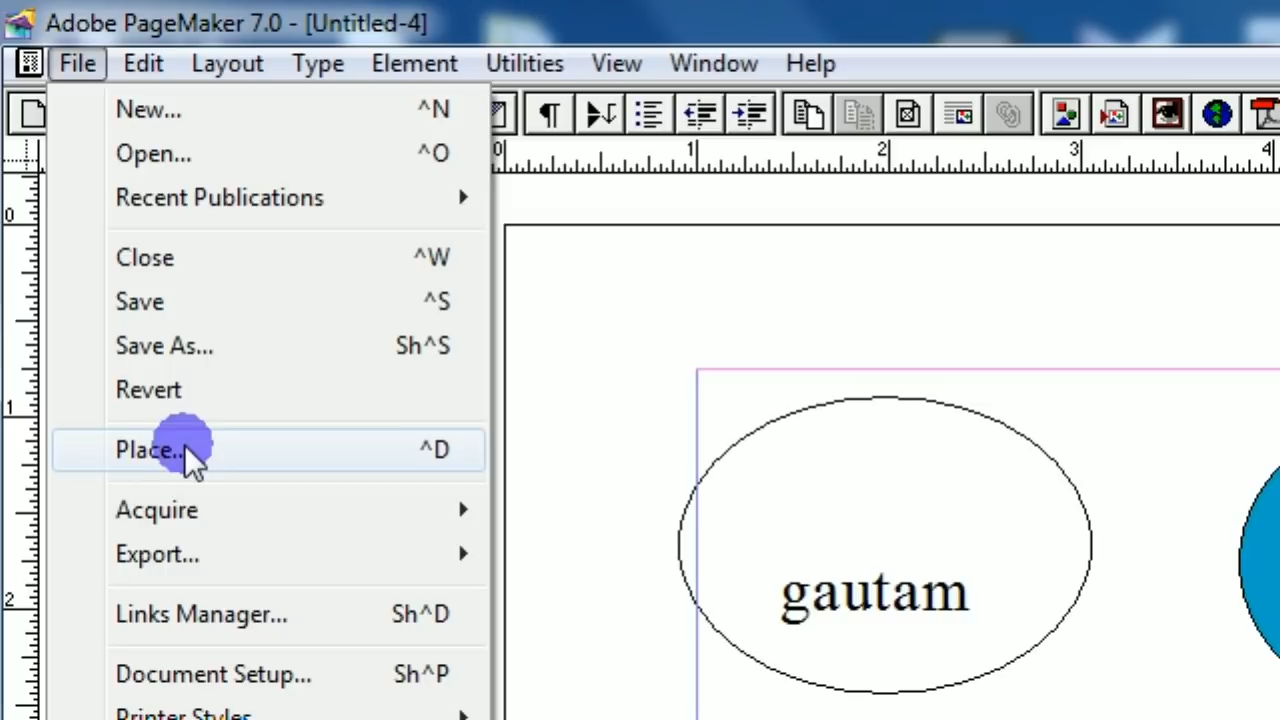 Adobe PageMaker 7.0 - [Untitled-4]
File Edit Layout Type Element Utilities View Window Help
New... ^N
Open... ^O
Recent Publications
Close ^W
Save ^S
Save As... Sh^S
Revert
Place... ^D
Acquire
Export...
Links Manager... Sh^D
Document Setup... Sh^P
Printer Styles
0 1 2 3 4
0
1
2
gautam